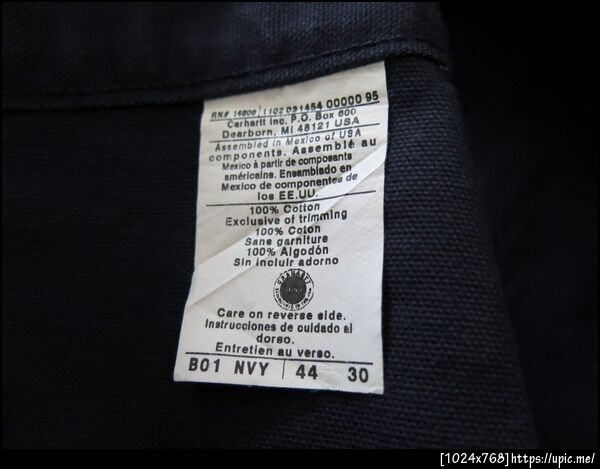 RN# 14806 1102 031454 00000 95
Carhartt Inc. P.O. Box 600
Dearborn, MI 48121 USA
Assembled in Mexico of USA
components. Assemblé au
Mexico à partir de composants
américains. Ensamblado en
Mexico de componentes de
los EE.UU.
100% Cotton
Exclusive of trimming
100% Coton
Sans garniture
100% Algodón
Sin incluir adorno
CARHARTT
Care on reverse side.
Instrucciones de cuidado al
dorso.
Entretien au verso.
B01 NVY 44 30
[1024x768]https://upic.me/